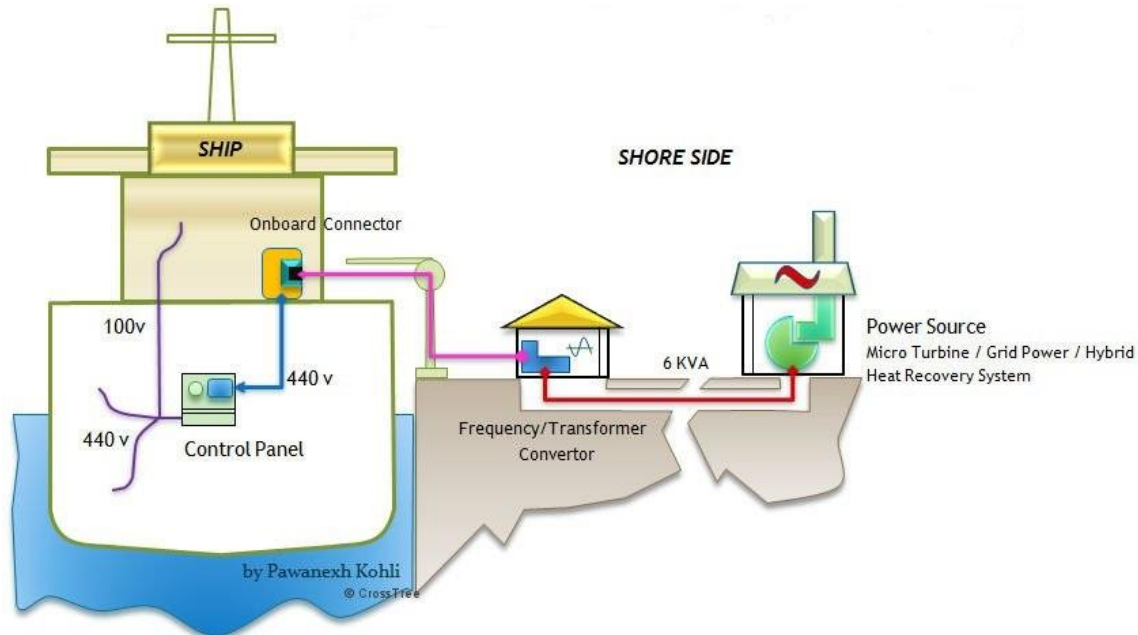 SHIP
SHORE SIDE
Onboard Connector
100v
440 v
440 v
Control Panel
6 KVA
Frequency/Transformer
Convertor
Power Source
Micro Turbine / Grid Power / Hybrid
Heat Recovery System
by Pawanexh Kohli
© CrossTree